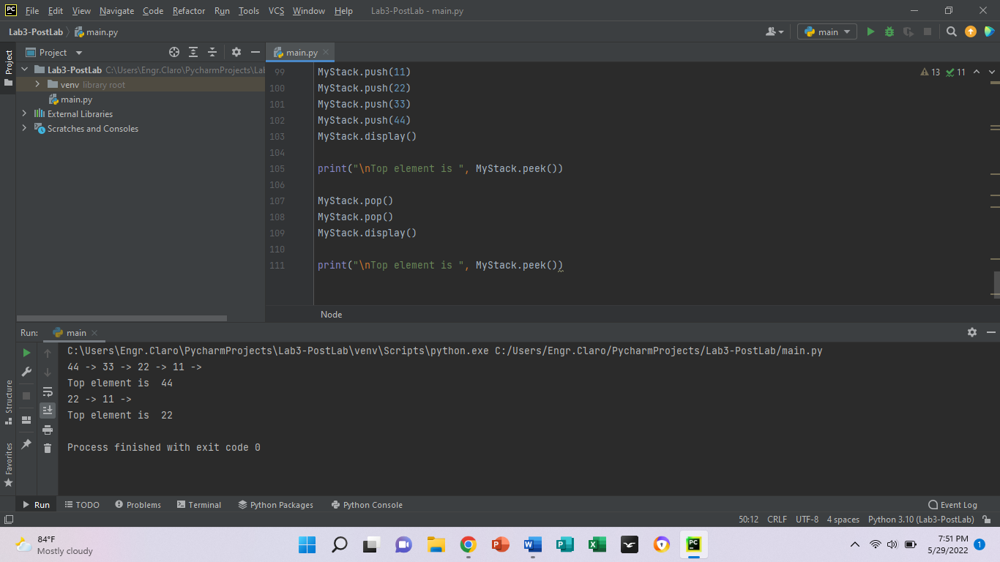 PC File Edit View Navigate Code Refactor Run Tools VCS Window Help Lab3-PostLab - main.py
Lab3-PostLab main.py main
Project Project main.py
Lab3-PostLab C:\Users\Engr.Claro\PycharmProjects\La
venv library root
main.py
External Libraries
Scratches and Consoles
13 11
99 MyStack.push(11)
100 MyStack.push(22)
101 MyStack.push(33)
102 MyStack.push(44)
103 MyStack.display()
104
105 print("\nTop element is ", MyStack.peek())
106
107 MyStack.pop()
108 MyStack.pop()
109 MyStack.display()
110
111 print("\nTop element is ", MyStack.peek())
Node
Run: main
C:\Users\Engr.Claro\PycharmProjects\Lab3-PostLab\venv\Scripts\python.exe C:/Users/Engr.Claro/PycharmProjects/Lab3-PostLab/main.py
44 -> 33 -> 22 -> 11 ->
Top element is  44
22 -> 11 ->
Top element is  22
Process finished with exit code 0
Structure
Favorites
Run TODO Problems Terminal Python Packages Python Console Event Log
50:12 CRLF UTF-8 4 spaces Python 3.10 (Lab3-PostLab)
84°F
Mostly cloudy
P W P X PC
7:51 PM
5/29/2022 1